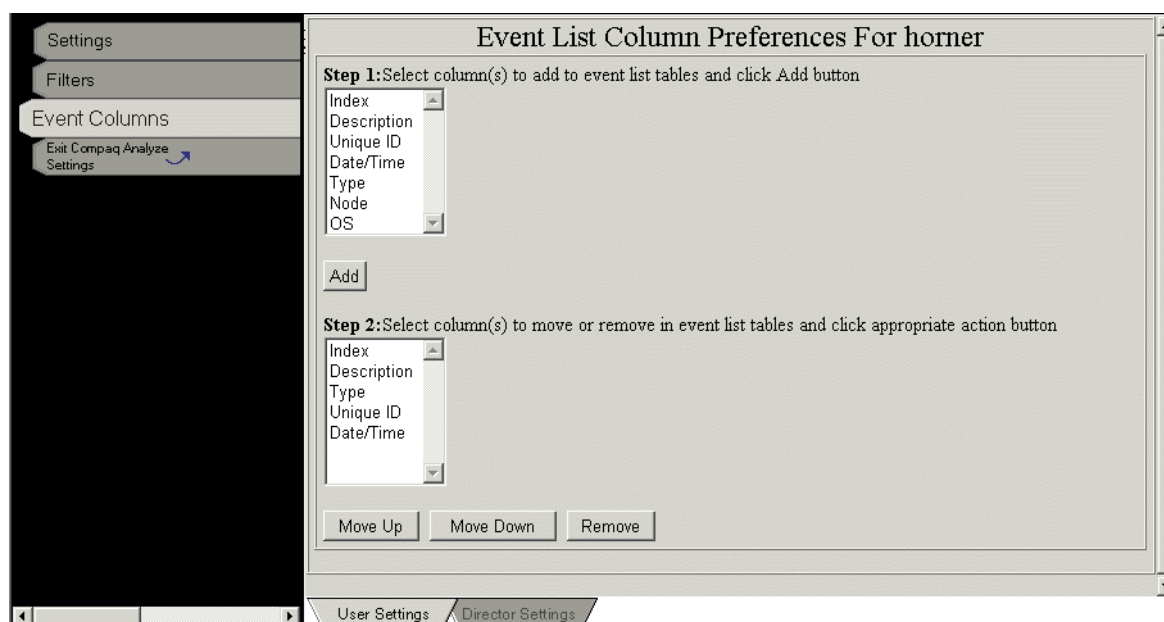 Settings
Filters
Event Columns
Exit Compaq Analyze
Settings
Event List Column Preferences For horner
Step 1:Select column(s) to add to event list tables and click Add button
Index
Description
Unique ID
Date/Time
Type
Node
OS
Add
Step 2:Select column(s) to move or remove in event list tables and click appropriate action button
Index
Description
Type
Unique ID
Date/Time
Move Up Move Down Remove
User Settings Director Settings